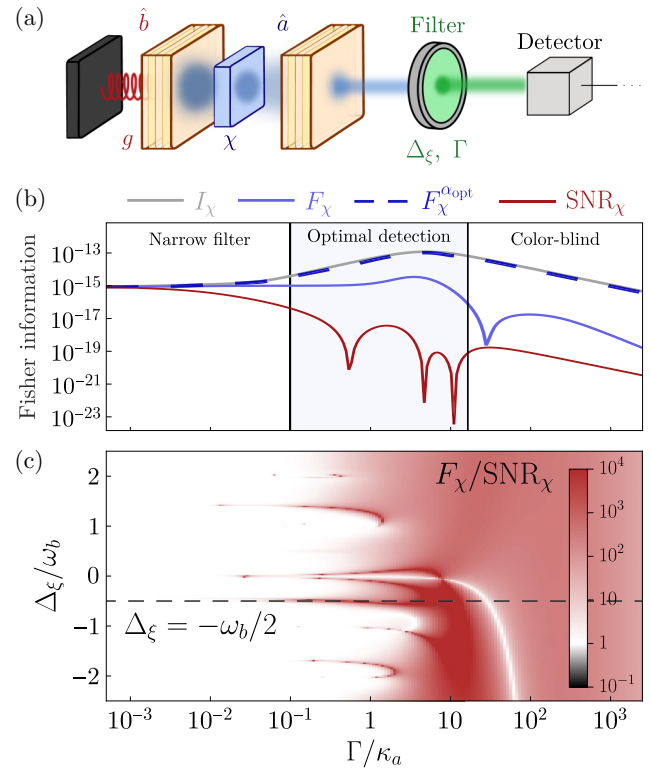 (a)
b̂
â
Filter
Detector
g
χ
Δ_ξ, Γ
(b)
I_χ
F_χ
F_χ^{α_opt}
SNR_χ
Narrow filter
Optimal detection
Color-blind
Fisher information
10^{-13}
10^{-15}
10^{-17}
10^{-19}
10^{-21}
10^{-23}
(c)
F_χ/SNR_χ
Δ_ξ/ω_b
2
1
0
-1
-2
Δ_ξ = −ω_b/2
10^4
10^3
10^2
10
1
10^{-1}
10^{-3}
10^{-2}
10^{-1}
1
10
10^2
10^3
Γ/κ_a